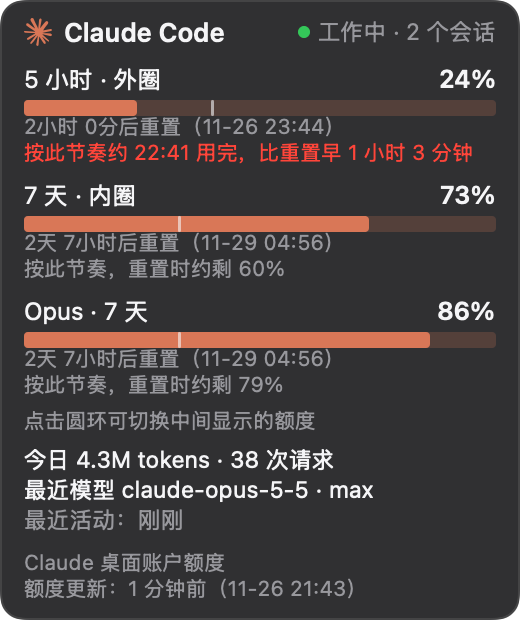 Claude Code
工作中 · 2 个会话
5 小时 · 外圈 24%
2小时 0分后重置（11-26 23:44）
按此节奏约 22:41 用完，比重置早 1 小时 3 分钟
7 天 · 内圈 73%
2天 7小时后重置（11-29 04:56）
按此节奏，重置时约剩 60%
Opus · 7 天 86%
2天 7小时后重置（11-29 04:56）
按此节奏，重置时约剩 79%
点击圆环可切换中间显示的额度
今日 4.3M tokens · 38 次请求
最近模型 claude-opus-5-5 · max
最近活动：刚刚
Claude 桌面账户额度
额度更新：1 分钟前（11-26 21:43）